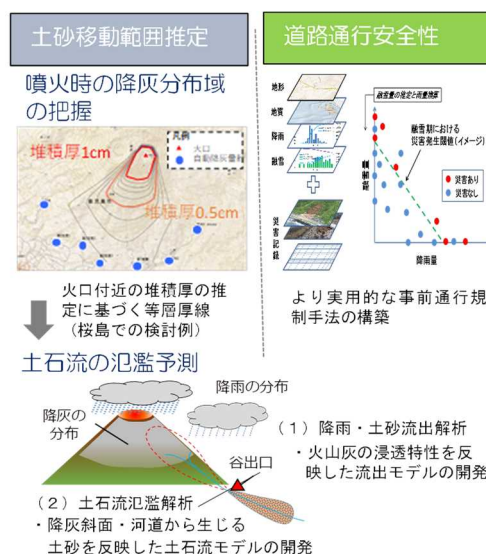 土砂移動範囲推定
噴火時の降灰分布域
の把握
堆積厚1cm
凡例
火口
自動降灰量計
堆積厚0.5cm
火口付近の堆積厚の推
定に基づく等層厚線
（桜島での検討例）
土石流の氾濫予測
降雨の分布
降灰の
分布
谷出口
（１）降雨・土砂流出解析
・火山灰の浸透特性を反
映した流出モデルの開発
（２）土石流氾濫解析
・降灰斜面・河道から生じる
土砂を反映した土石流モデルの開発
道路通行安全性
地形
地質
降雨
融雪
災害記録
融雪量の推定と雨量換算
融雪期における
災害発生閾値(イメージ)
災害あり
災害なし
降雨量
より実用的な事前通行規
制手法の構築